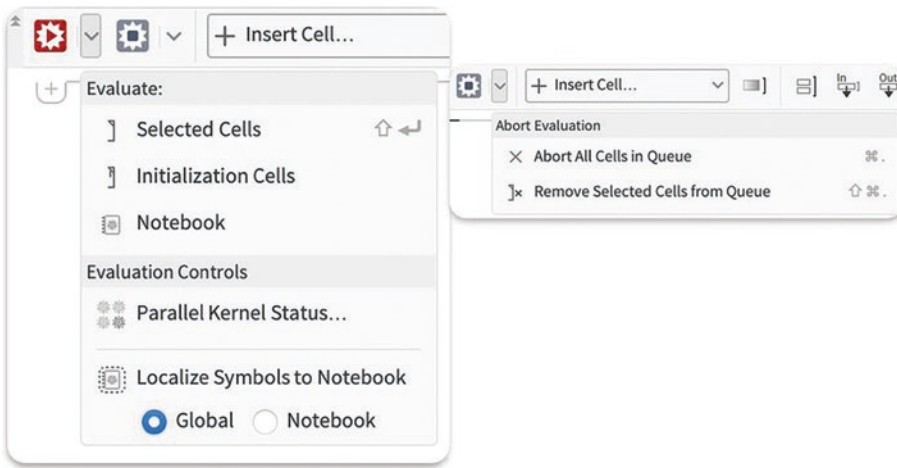 + Insert Cell...
Evaluate:
Selected Cells ⇧ ↵
Initialization Cells
Notebook
Evaluation Controls
Parallel Kernel Status...
Localize Symbols to Notebook
Global Notebook
+ Insert Cell... In Out
Abort Evaluation
Abort All Cells in Queue ⌘.
Remove Selected Cells from Queue ⇧⌘.